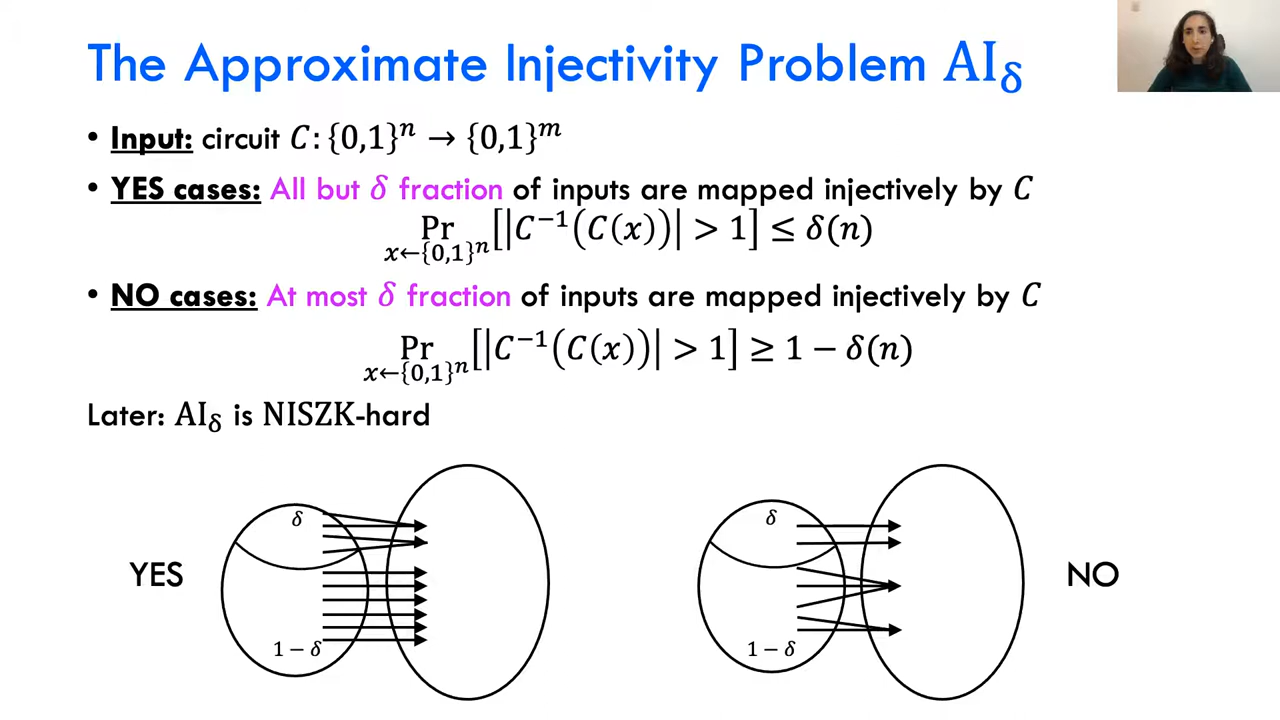 The Approximate Injectivity Problem AI_δ
• Input: circuit C: {0,1}^n → {0,1}^m
• YES cases: All but δ fraction of inputs are mapped injectively by C
Pr_{x←{0,1}^n}[|C^{-1}(C(x))| > 1] ≤ δ(n)
• NO cases: At most δ fraction of inputs are mapped injectively by C
Pr_{x←{0,1}^n}[|C^{-1}(C(x))| > 1] ≥ 1 − δ(n)
Later: AI_δ is NISZK-hard
δ
δ
YES
NO
1 − δ
1 − δ